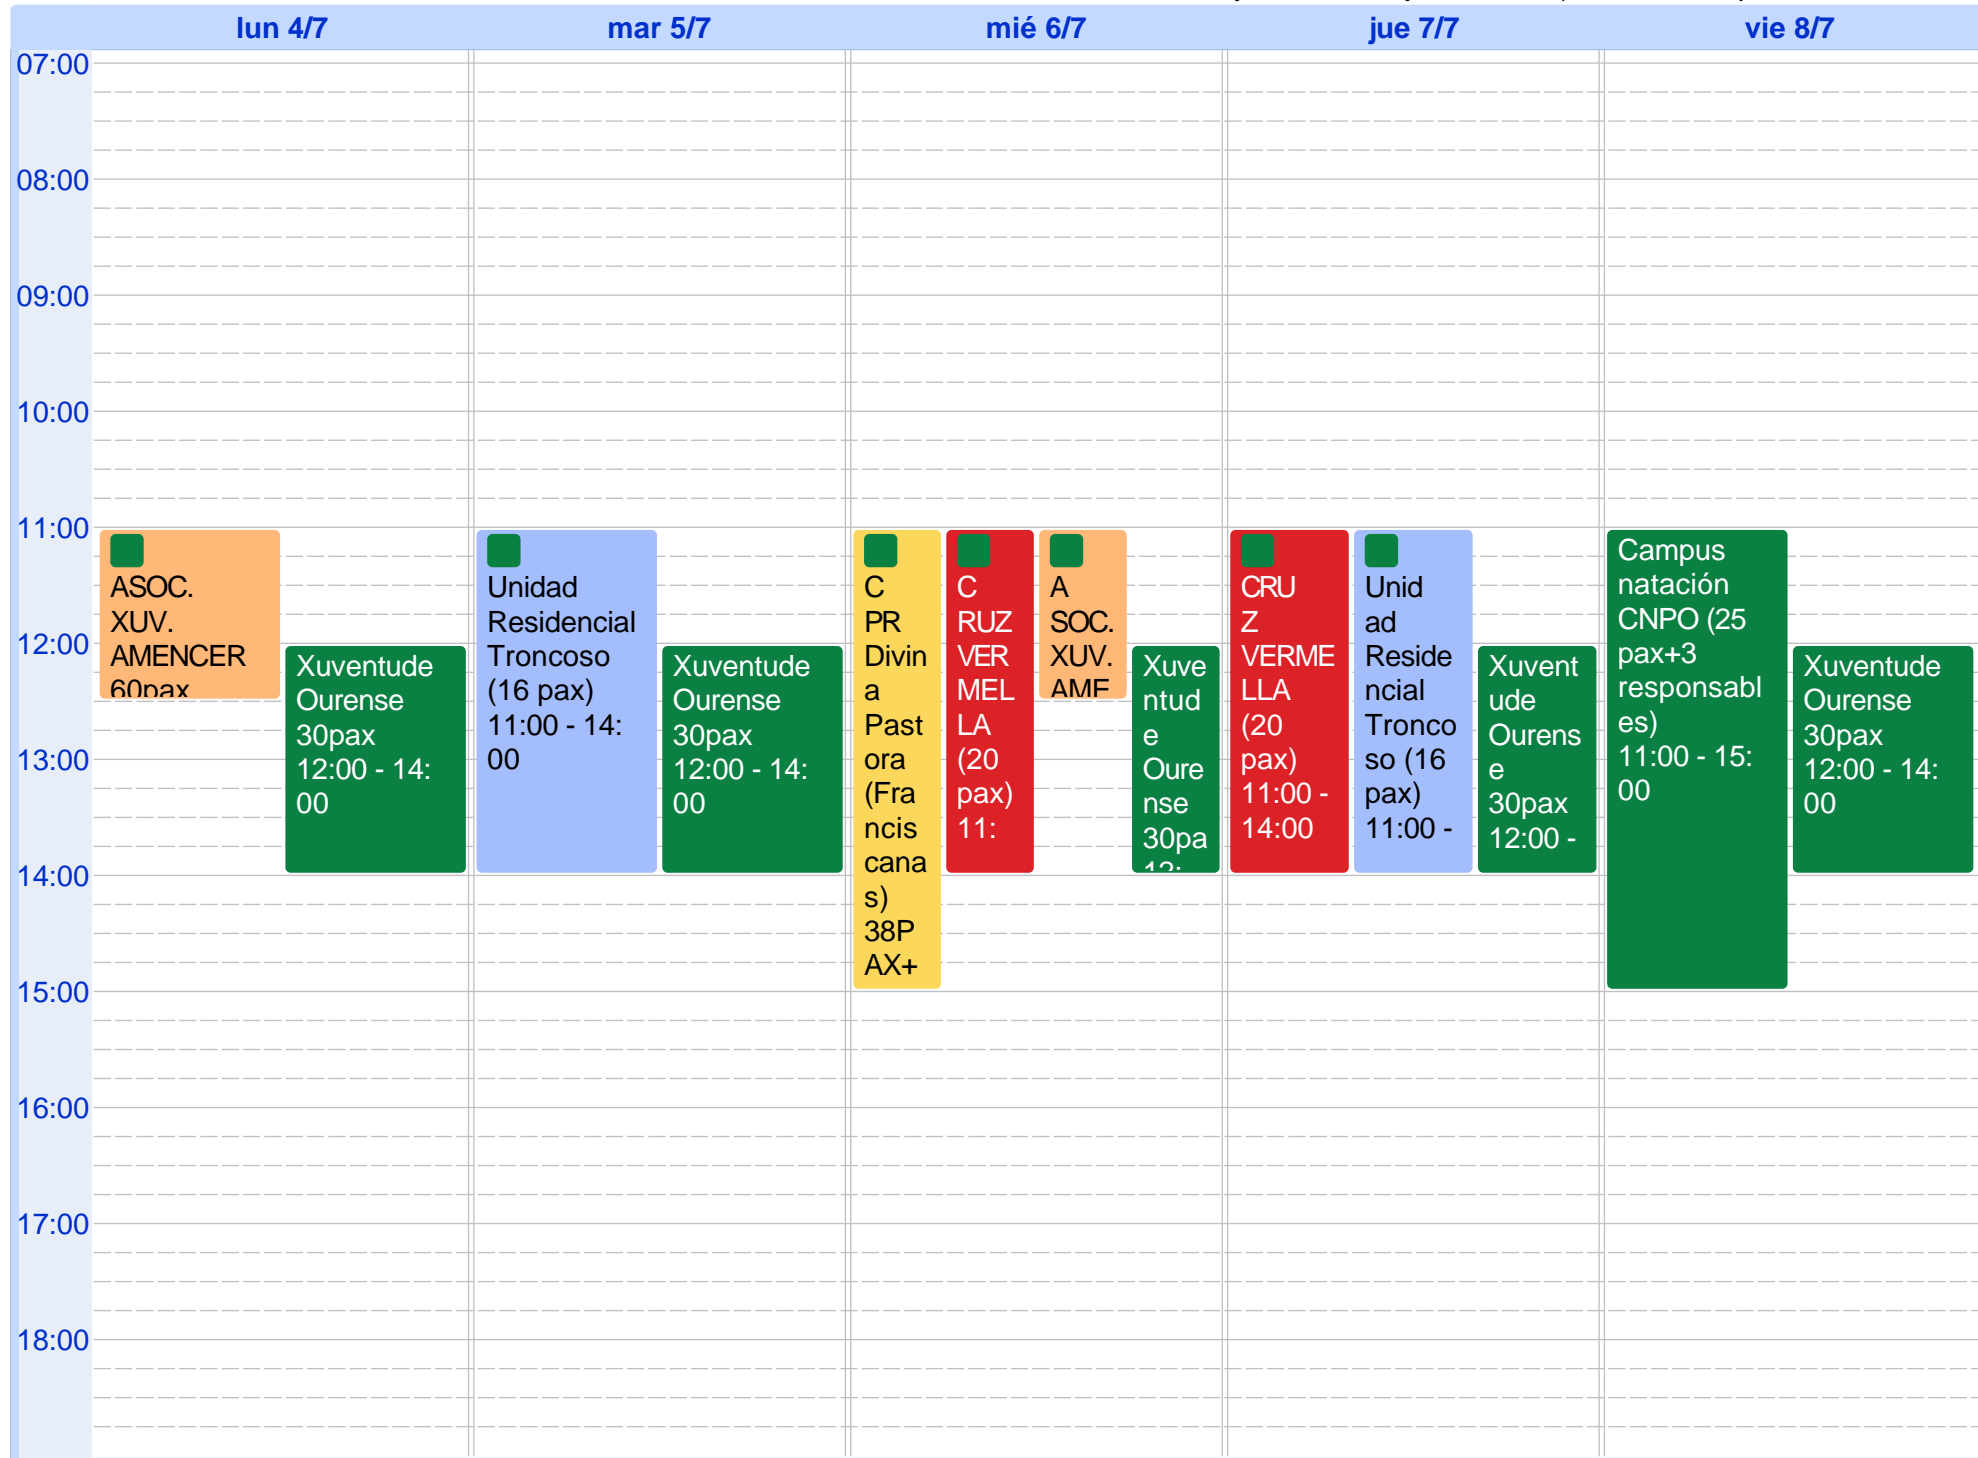 lun 4/7
mar 5/7
mié 6/7
jue 7/7
vie 8/7
07:00
08:00
09:00
10:00
11:00
12:00
13:00
14:00
15:00
16:00
17:00
18:00
ASOC.
XUV.
AMENCER
60pax
Xuventude
Ourense
30pax
12:00 - 14:
00
Unidad
Residencial
Troncoso
(16 pax)
11:00 - 14:
00
Xuventude
Ourense
30pax
12:00 - 14:
00
C
PR
Divin
a
Past
ora
(Fra
ncis
cana
s)
38P
AX+
C
RUZ
VER
MEL
LA
(20
pax)
11:
A
SOC.
XUV.
AME
Xuve
ntud
e
Oure
nse
30pa
12:
CRU
Z
VERME
LLA
(20
pax)
11:00 -
14:00
Unid
ad
Reside
ncial
Tronco
so (16
pax)
11:00 -
Xuvent
ude
Ourens
e
30pax
12:00 -
Campus
natación
CNPO (25
pax+3
responsabl
es)
11:00 - 15:
00
Xuventude
Ourense
30pax
12:00 - 14:
00